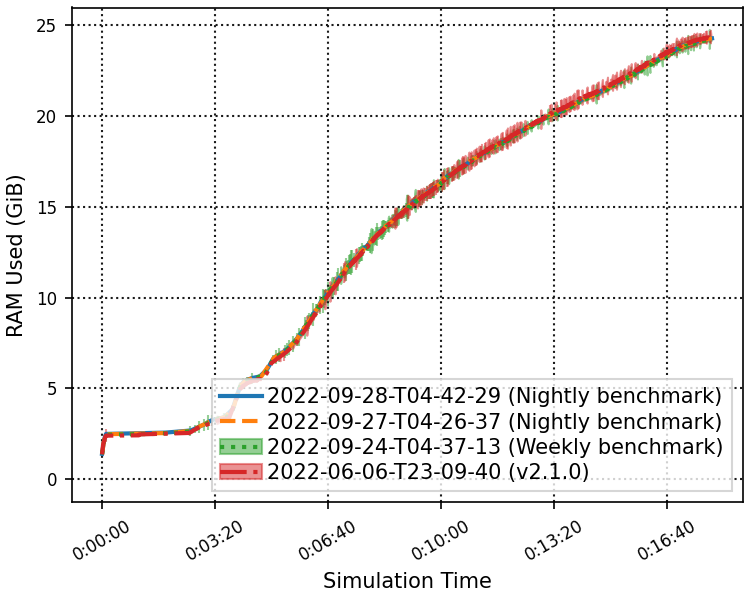 25
20
15
10
5
0
RAM Used (GiB)
2022-09-28-T04-42-29 (Nightly benchmark)
2022-09-27-T04-26-37 (Nightly benchmark)
2022-09-24-T04-37-13 (Weekly benchmark)
2022-06-06-T23-09-40 (v2.1.0)
0:00:00 0:03:20 0:06:40 0:10:00 0:13:20 0:16:40
Simulation Time